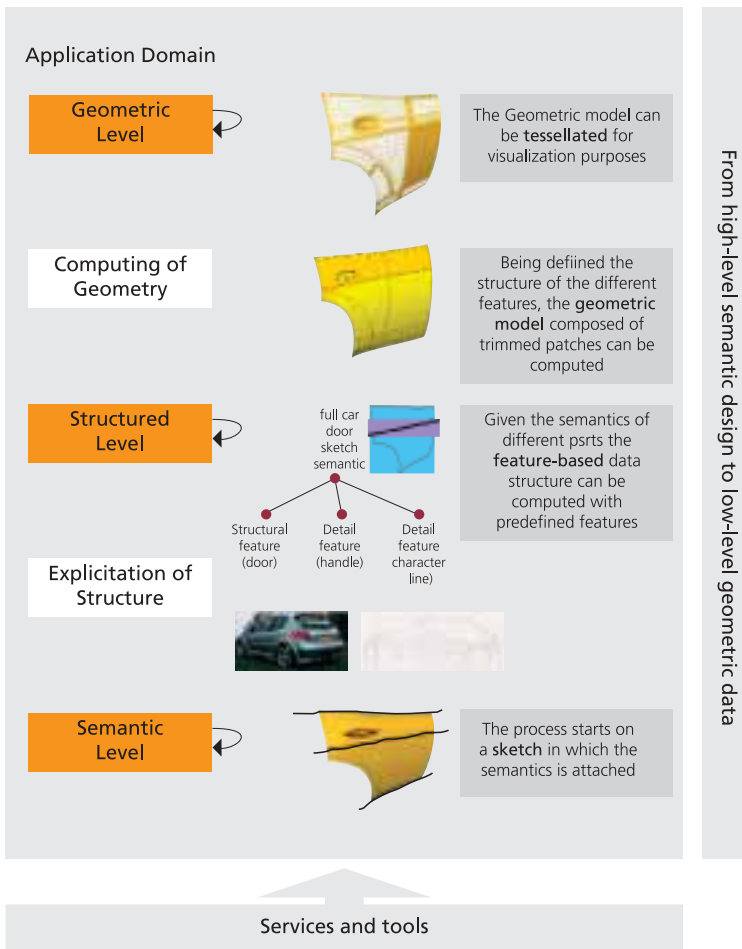 Application Domain
Geometric
Level
The Geometric model can
be tessellated for
visualization purposes
Computing of
Geometry
Being defiined the
structure of the different
features, the geometric
model composed of
trimmed patches can be
computed
Structured
Level
full car
door
sketch
semantic
Given the semantics of
different psrts the
feature-based data
structure can be
computed with
predefined features
Structural
feature
(door)
Detail
feature
(handle)
Detail
feature
character
line)
Explicitation of
Structure
Semantic
Level
The process starts on
a sketch in which the
semantics is attached
From high-level semantic design to low-level geometric data
Services and tools